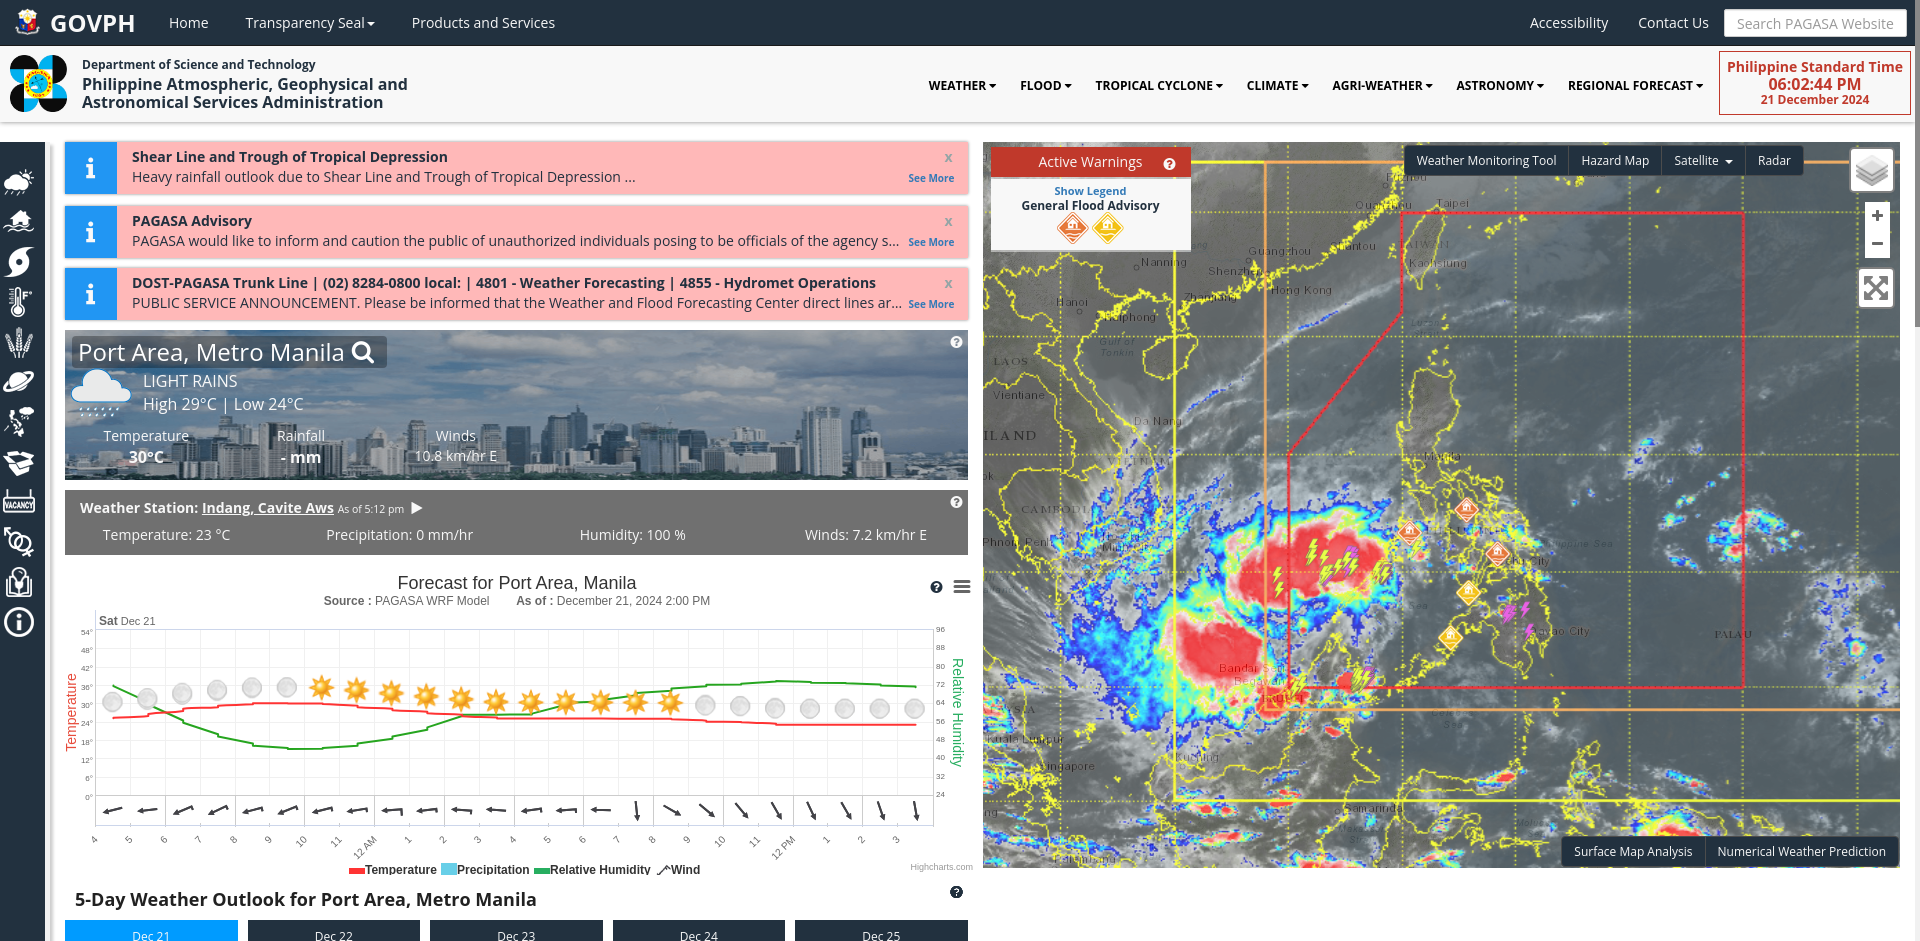 GOVPH
Home
Transparency Seal
Products and Services
Accessibility
Contact Us
Search PAGASA Website
Department of Science and Technology
Philippine Atmospheric, Geophysical and
Astronomical Services Administration
WEATHER
FLOOD
TROPICAL CYCLONE
CLIMATE
AGRI-WEATHER
ASTRONOMY
REGIONAL FORECAST
Philippine Standard Time
06:02:44 PM
21 December 2024
VACANCY
Shear Line and Trough of Tropical Depression
x
Heavy rainfall outlook due to Shear Line and Trough of Tropical Depression ...
See More
PAGASA Advisory
x
PAGASA would like to inform and caution the public of unauthorized individuals posing to be officials of the agency s...
See More
DOST-PAGASA Trunk Line | (02) 8284-0800 local: | 4801 - Weather Forecasting | 4855 - Hydromet Operations
x
PUBLIC SERVICE ANNOUNCEMENT. Please be informed that the Weather and Flood Forecasting Center direct lines ar...
See More
Port Area, Metro Manila
LIGHT RAINS
High 29°C | Low 24°C
Temperature
Rainfall
Winds
30°C
- mm
10.8 km/hr E
Weather Station: Indang, Cavite Aws As of 5:12 pm
Temperature: 23 °C
Precipitation: 0 mm/hr
Humidity: 100 %
Winds: 7.2 km/hr E
Forecast for Port Area, Manila
Source : PAGASA WRF Model As of : December 21, 2024 2:00 PM
Sat Dec 21
54°
48°
42°
36°
30°
24°
18°
12°
6°
0°
Temperature
96
88
80
72
64
56
48
40
32
24
Relative Humidity
4 5 6 7 8 9 10 11 12 AM 1 2 3 4 5 6 7 8 9 10 11 12 PM 1 2 3
Temperature Precipitation Relative Humidity Wind
Highcharts.com
5-Day Weather Outlook for Port Area, Metro Manila
Dec 21
Dec 22
Dec 23
Dec 24
Dec 25
Active Warnings
Show Legend
General Flood Advisory
Weather Monitoring Tool
Hazard Map
Satellite
Radar
+
−
Taipei
Guangzhou
Nanning
Shenzhen
Hong Kong
Hanoi
Gulf of
Tonkin
LAOS
Vientiane
Da Nang
PALAU
Kuala Lumpur
Kuching
Samarinda
Surface Map Analysis
Numerical Weather Prediction